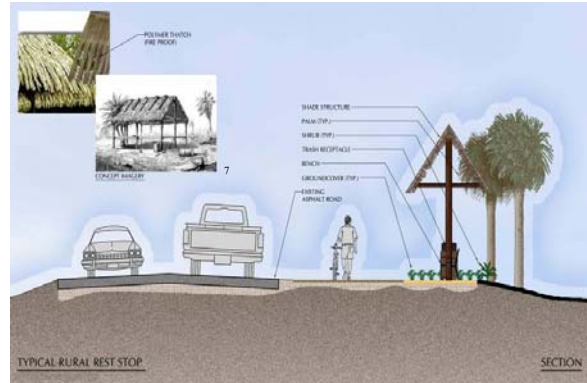 POLYMER THATCH
(FIRE PROOF)
CONCEPT IMAGERY
7
SHADE STRUCTURE
PALM (TYP.)
SHRUB (TYP.)
TRASH RECEPTACLE
BENCH
GROUNDCOVER (TYP.)
EXISTING
ASPHALT ROAD
TYPICAL RURAL REST STOP
SECTION